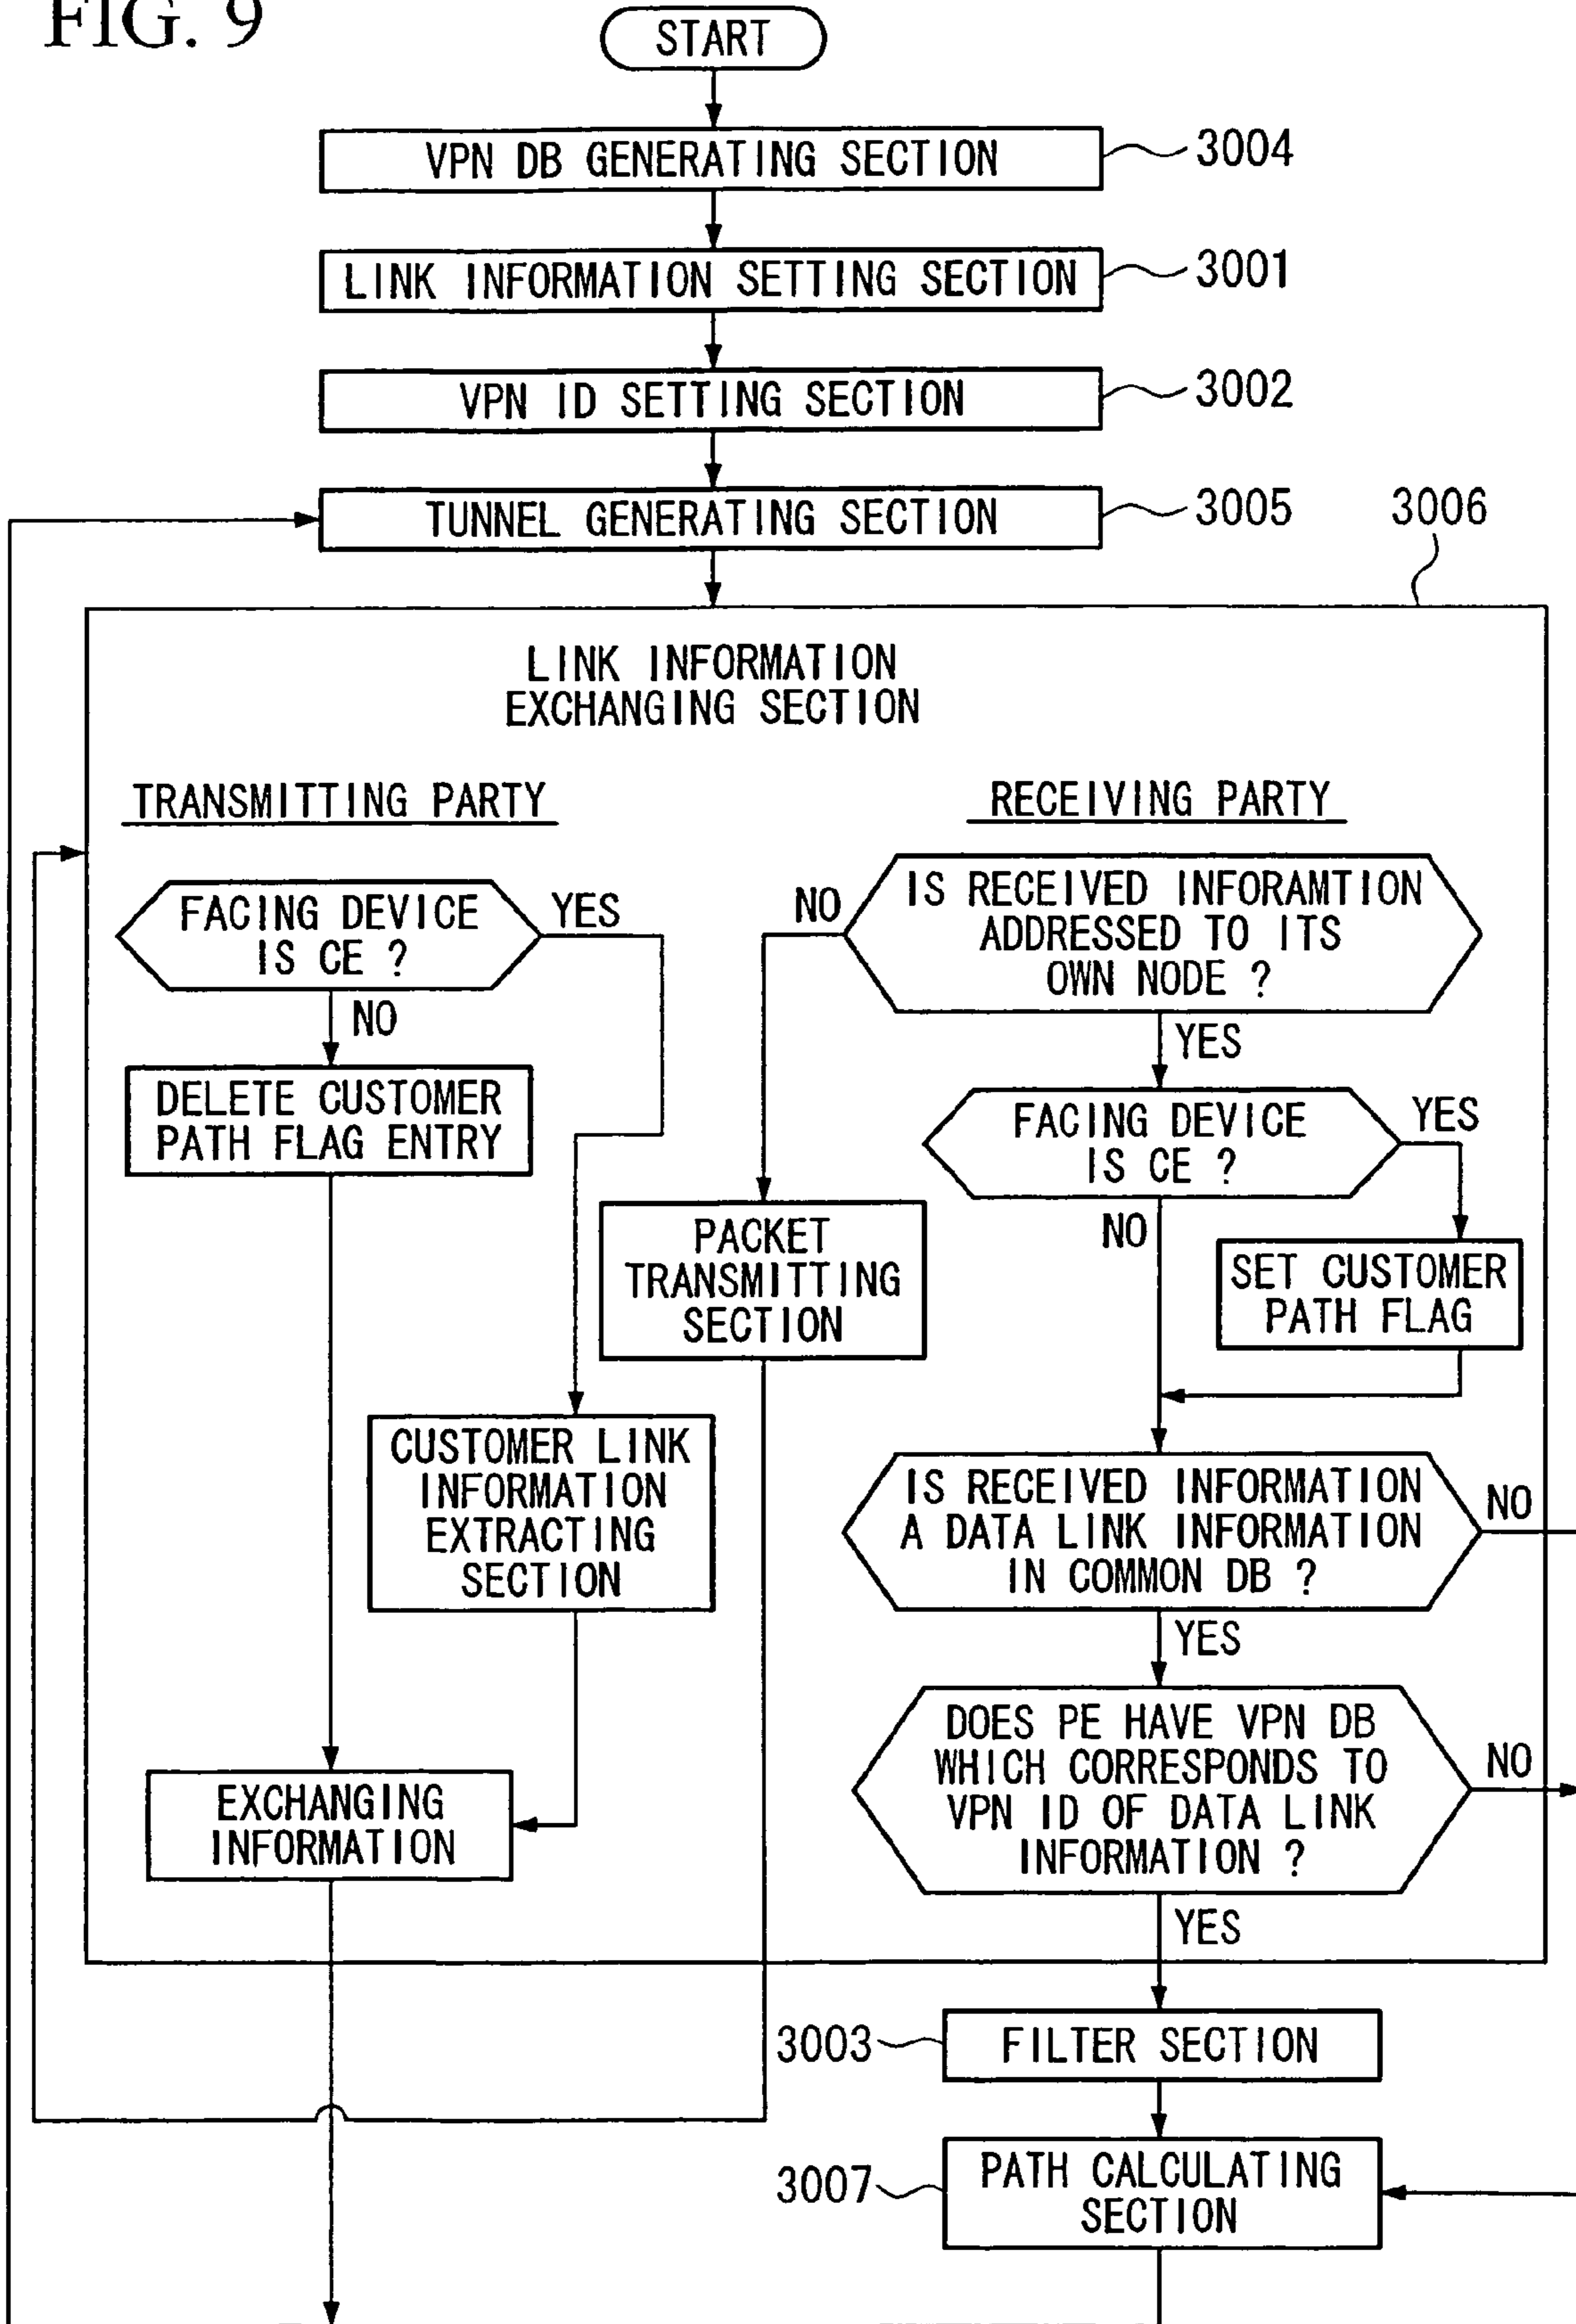 FIG. 9
START
VPN DB GENERATING SECTION
3004
LINK INFORMATION SETTING SECTION
3001
VPN ID SETTING SECTION
3002
TUNNEL GENERATING SECTION
3005
3006
LINK INFORMATION
EXCHANGING SECTION
TRANSMITTING PARTY
FACING DEVICE
IS CE ?
YES
NO
DELETE CUSTOMER
PATH FLAG ENTRY
CUSTOMER LINK
INFORMATION
EXTRACTING
SECTION
EXCHANGING
INFORMATION
RECEIVING PARTY
IS RECEIVED INFORAMTION
ADDRESSED TO ITS
OWN NODE ?
NO
YES
PACKET
TRANSMITTING
SECTION
FACING DEVICE
IS CE ?
YES
NO
SET CUSTOMER
PATH FLAG
IS RECEIVED INFORMATION
A DATA LINK INFORMATION
IN COMMON DB ?
NO
YES
DOES PE HAVE VPN DB
WHICH CORRESPONDS TO
VPN ID OF DATA LINK
INFORMATION ?
NO
YES
3003
FILTER SECTION
3007
PATH CALCULATING
SECTION